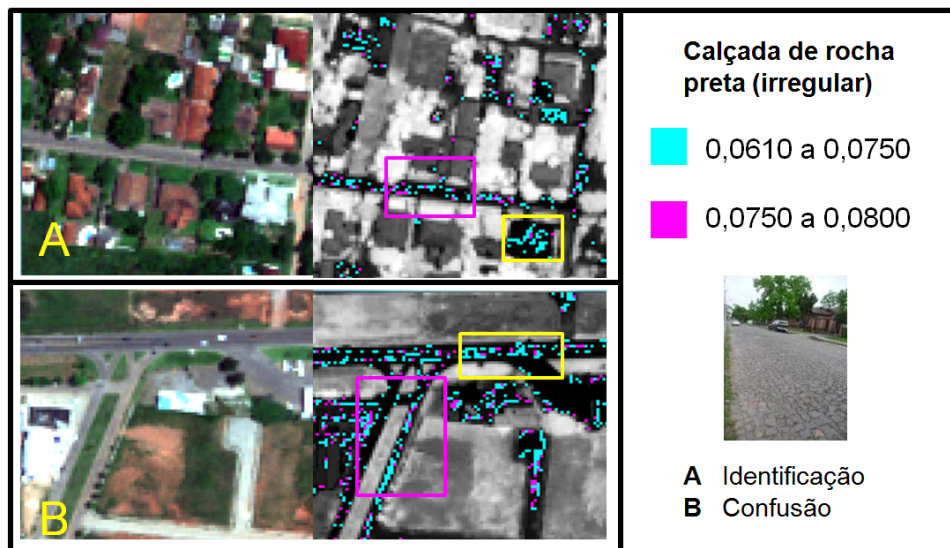 A
B
Calçada de rocha
preta (irregular)
0,0610 a 0,0750
0,0750 a 0,0800
A Identificação
B Confusão